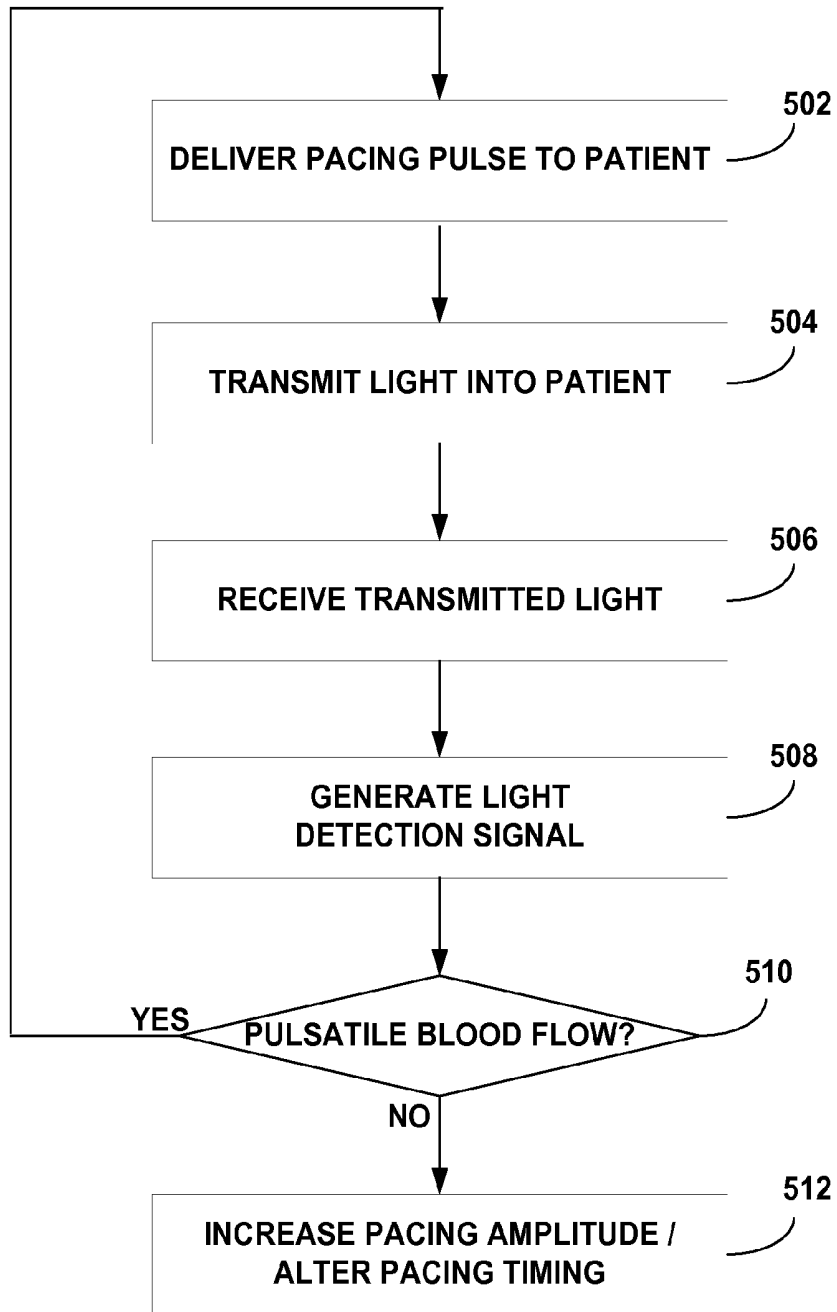 502
DELIVER PACING PULSE TO PATIENT
504
TRANSMIT LIGHT INTO PATIENT
506
RECEIVE TRANSMITTED LIGHT
508
GENERATE LIGHT
DETECTION SIGNAL
510
YES
PULSATILE BLOOD FLOW?
NO
512
INCREASE PACING AMPLITUDE /
ALTER PACING TIMING